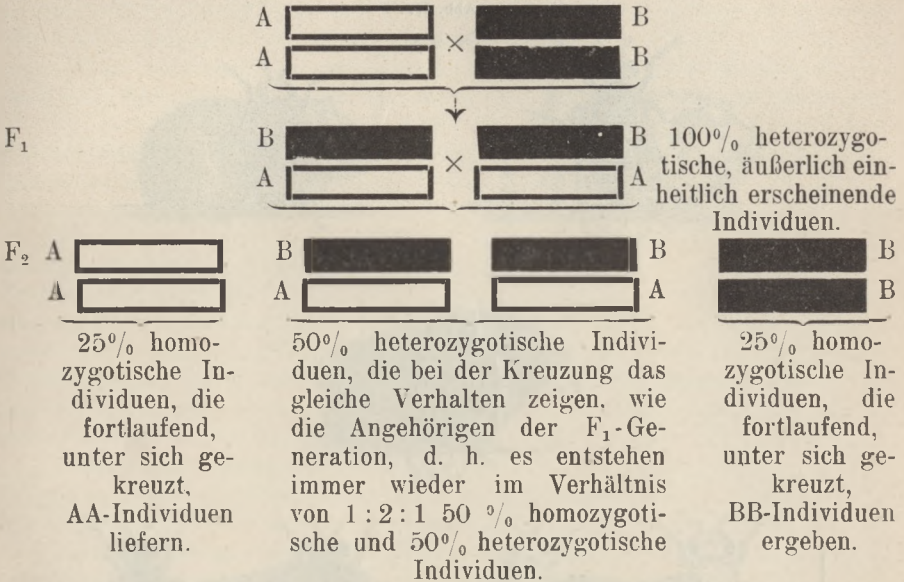 A B
×
A B
F₁ B B
×
A A
100% heterozygo-
tische, äußerlich ein-
heitlich erscheinende
Individuen.
F₂ A B B B
A A A B
25% homo-
zygotische In-
dividuen, die
fortlaufend,
unter sich ge-
kreuzt,
AA-Individuen
liefern.
50% heterozygotische Indivi-
duen, die bei der Kreuzung das
gleiche Verhalten zeigen, wie
die Angehörigen der F₁-Ge-
neration, d. h. es entstehen
immer wieder im Verhältnis
von 1 : 2 : 1 50 % homozygoti-
sche und 50% heterozygotische
Individuen.
25% homo-
zygotische In-
dividuen, die
fortlaufend,
unter sich ge-
kreuzt,
BB-Individuen
ergeben.